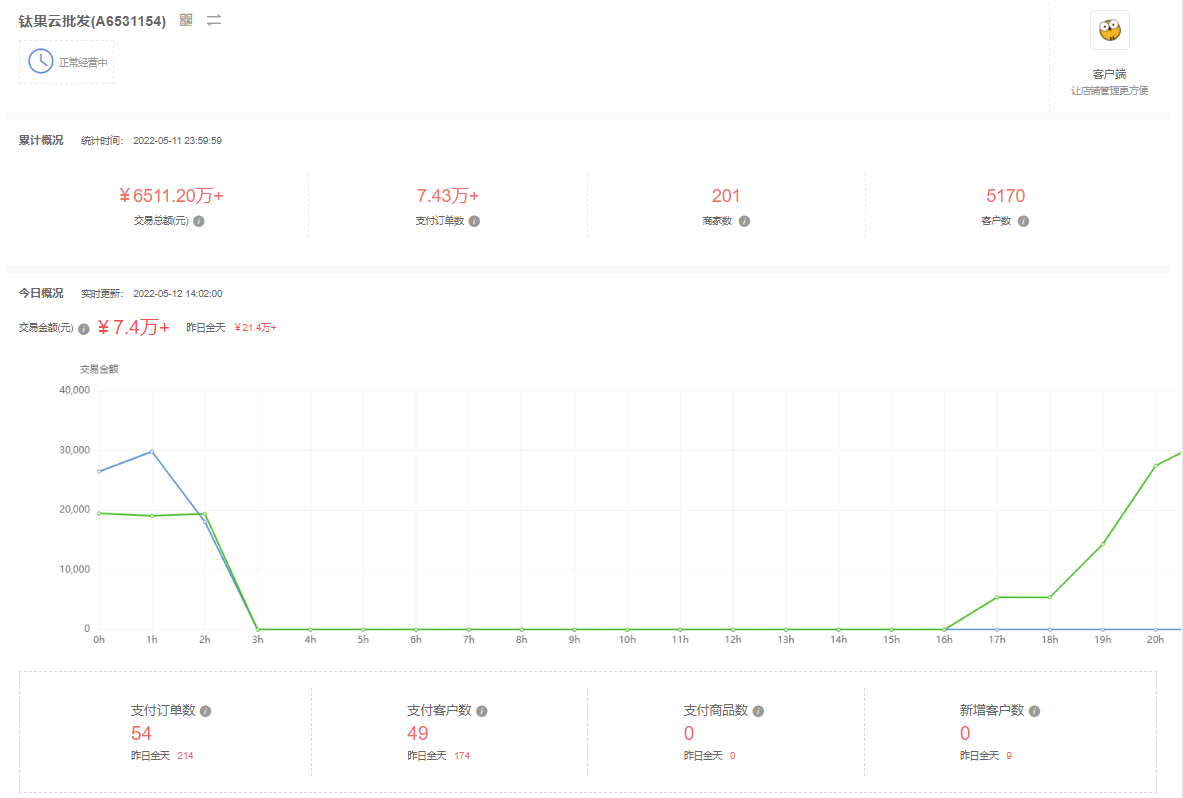 钛果云批发(A6531154)
正常经营中
客户端
让店铺管理更方便
累计概况 统计时间: 2022-05-11 23:59:59
¥6511.20万+ 7.43万+ 201 5170
交易总额(元) 支付订单数 商家数 客户数
今日概况 实时更新: 2022-05-12 14:02:00
交易金额(元) ¥7.4万+ 昨日全天 ¥21.4万+
交易金额
40,000
30,000
20,000
10,000
0
0h 1h 2h 3h 4h 5h 6h 7h 8h 9h 10h 11h 12h 13h 14h 15h 16h 17h 18h 19h 20h
支付订单数 支付客户数 支付商品数 新增客户数
54 49 0 0
昨日全天 214 昨日全天 174 昨日全天 0 昨日全天 9